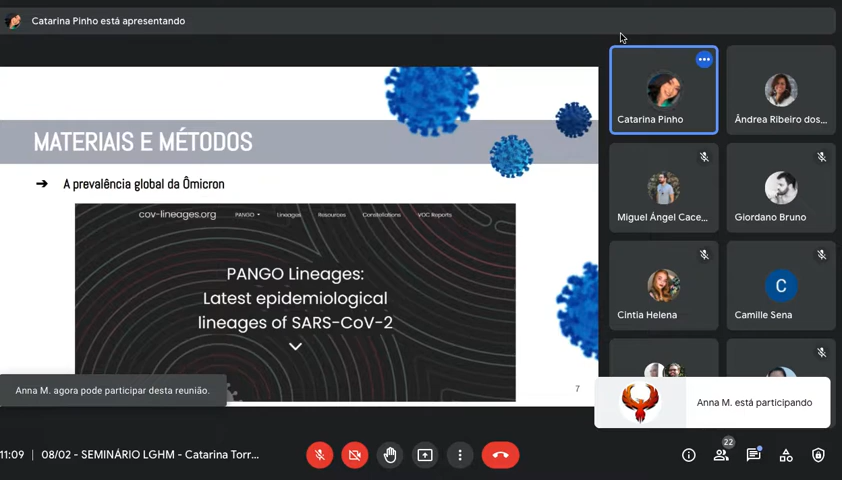 Catarina Pinho está apresentando
MATERIAIS E MÉTODOS
➔ A prevalência global da Ômicron
cov-lineages.org PANGO Lineages Resources Constellations VOC Reports
PANGO Lineages:
Latest epidemiological
lineages of SARS-CoV-2
7
Anna M. agora pode participar desta reunião.
Catarina Pinho
Ândrea Ribeiro dos...
Miguel Ángel Cace...
Giordano Bruno
Cintia Helena
C
Camille Sena
Anna M. está participando
11:09 | 08/02 - SEMINÁRIO LGHM - Catarina Torr...
22